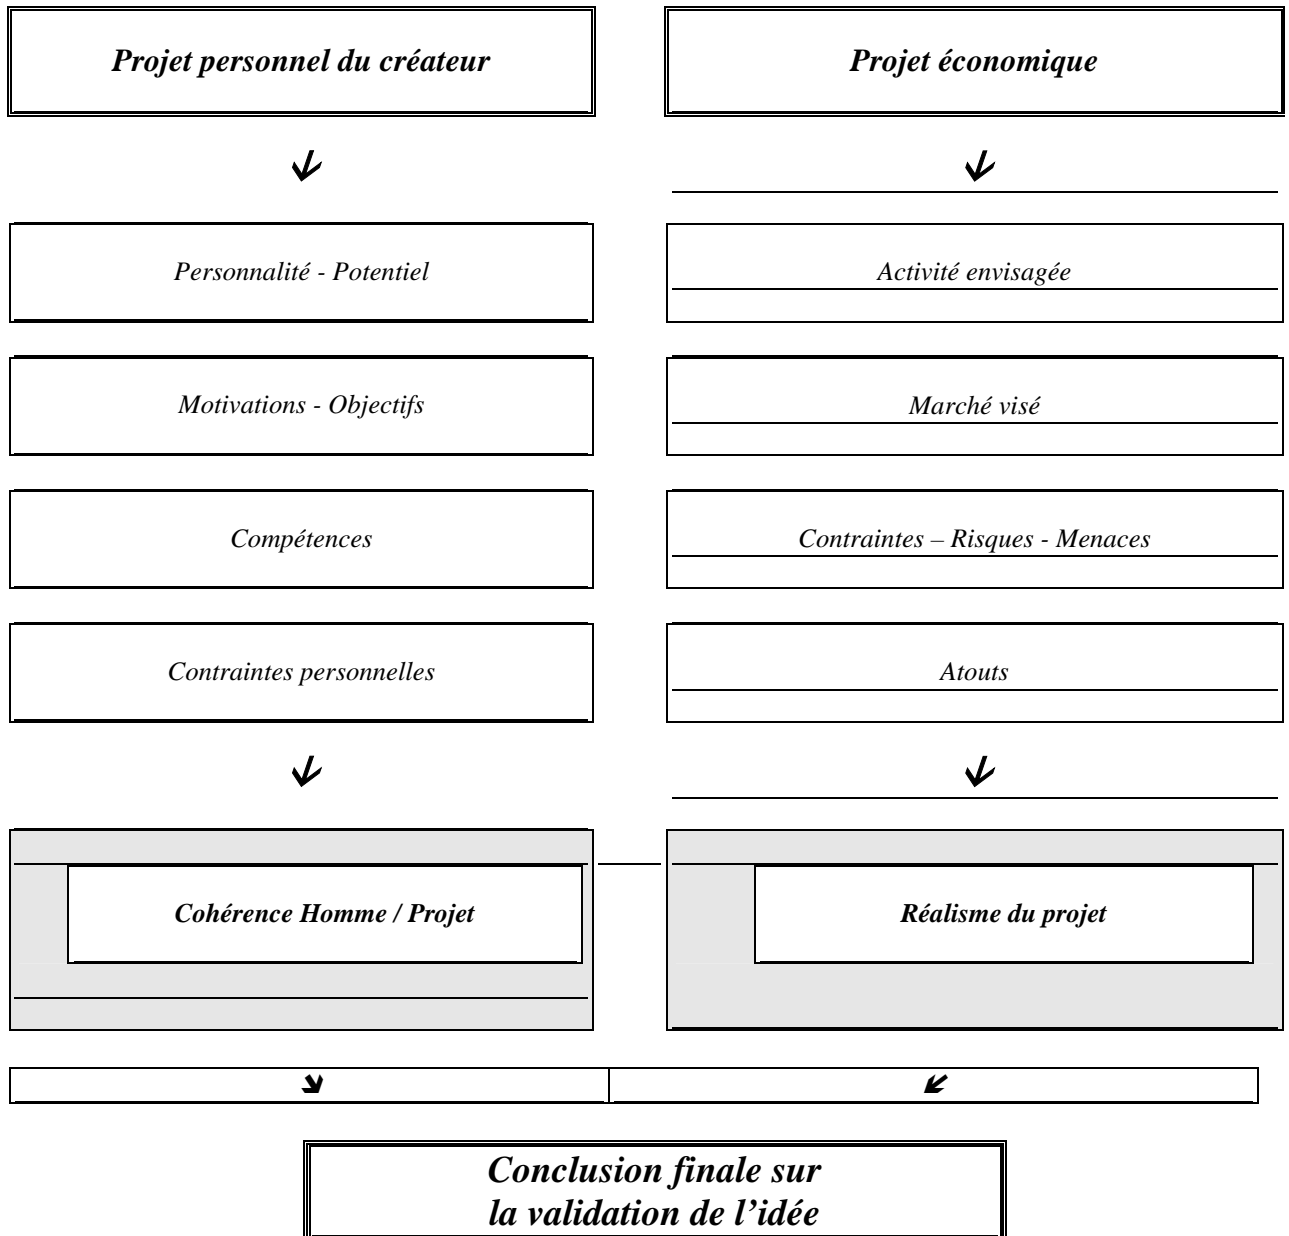 Projet personnel du créateur
Projet économique
Personnalité - Potentiel
Activité envisagée
Motivations - Objectifs
Marché visé
Compétences
Contraintes – Risques - Menaces
Contraintes personnelles
Atouts
Cohérence Homme / Projet
Réalisme du projet
Conclusion finale sur
la validation de l’idée